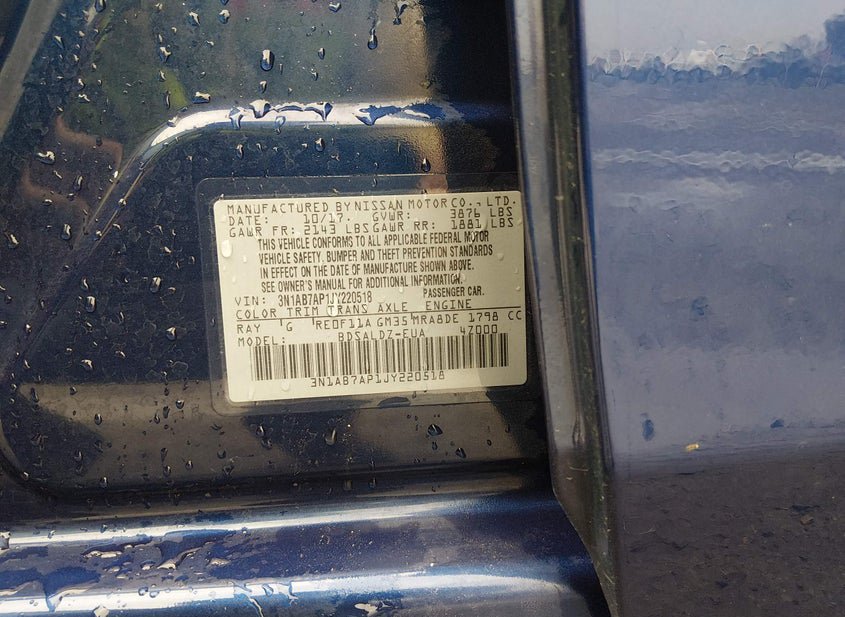 MANUFACTURED BY NISSAN MOTOR CO., LTD.
DATE: 10/17 GVWR: 3876 LBS
GAWR FR: 2143 LBS GAWR RR: 1881 LBS
THIS VEHICLE CONFORMS TO ALL APPLICABLE FEDERAL MOTOR
VEHICLE SAFETY, BUMPER AND THEFT PREVENTION STANDARDS
IN EFFECT ON THE DATE OF MANUFACTURE SHOWN ABOVE.
SEE OWNER'S MANUAL FOR ADDITIONAL INFORMATION.
VIN: 3N1AB7AP1JY220518 PASSENGER CAR.
COLOR TRIM TRANS AXLE ENGINE
RAY G RE0F11A GM35 MRA8DE 1798 CC
MODEL: BDSALDZ-EUA 4Z000
3N1AB7AP1JY220518